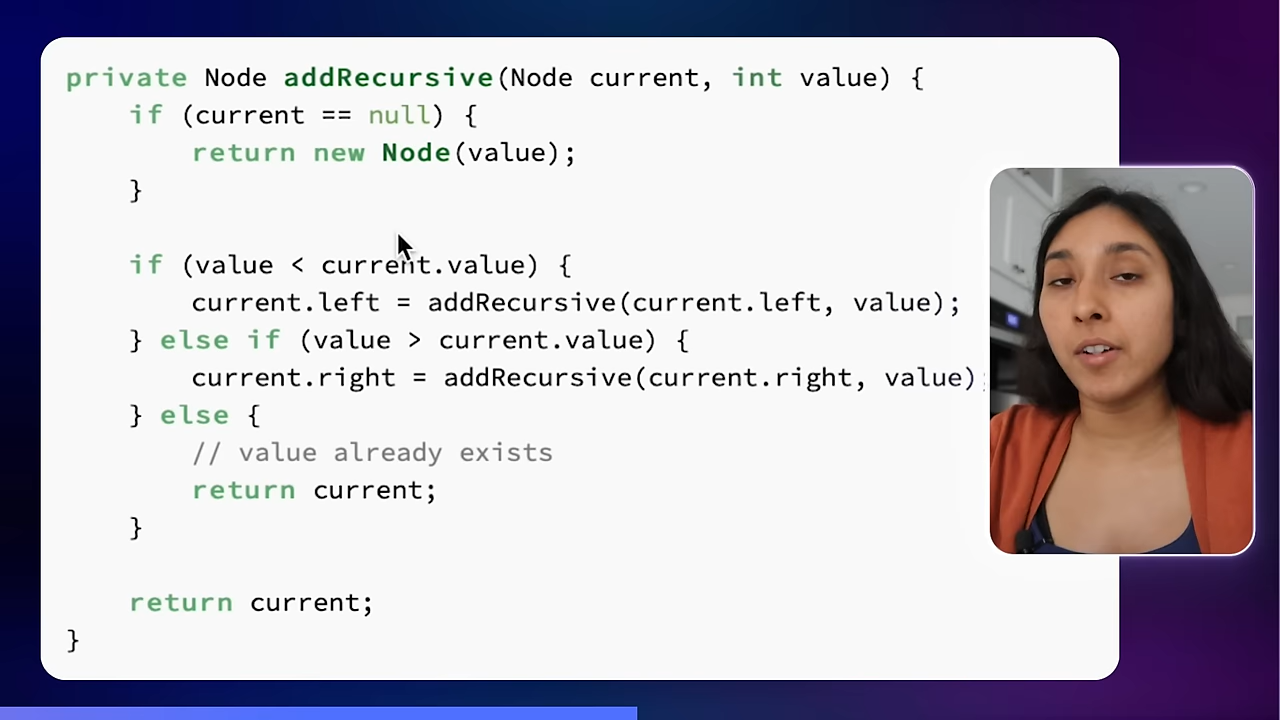 private Node addRecursive(Node current, int value) {
    if (current == null) {
        return new Node(value);
    }
    if (value < current.value) {
        current.left = addRecursive(current.left, value);
    } else if (value > current.value) {
        current.right = addRecursive(current.right, value);
    } else {
        // value already exists
        return current;
    }
    return current;
}